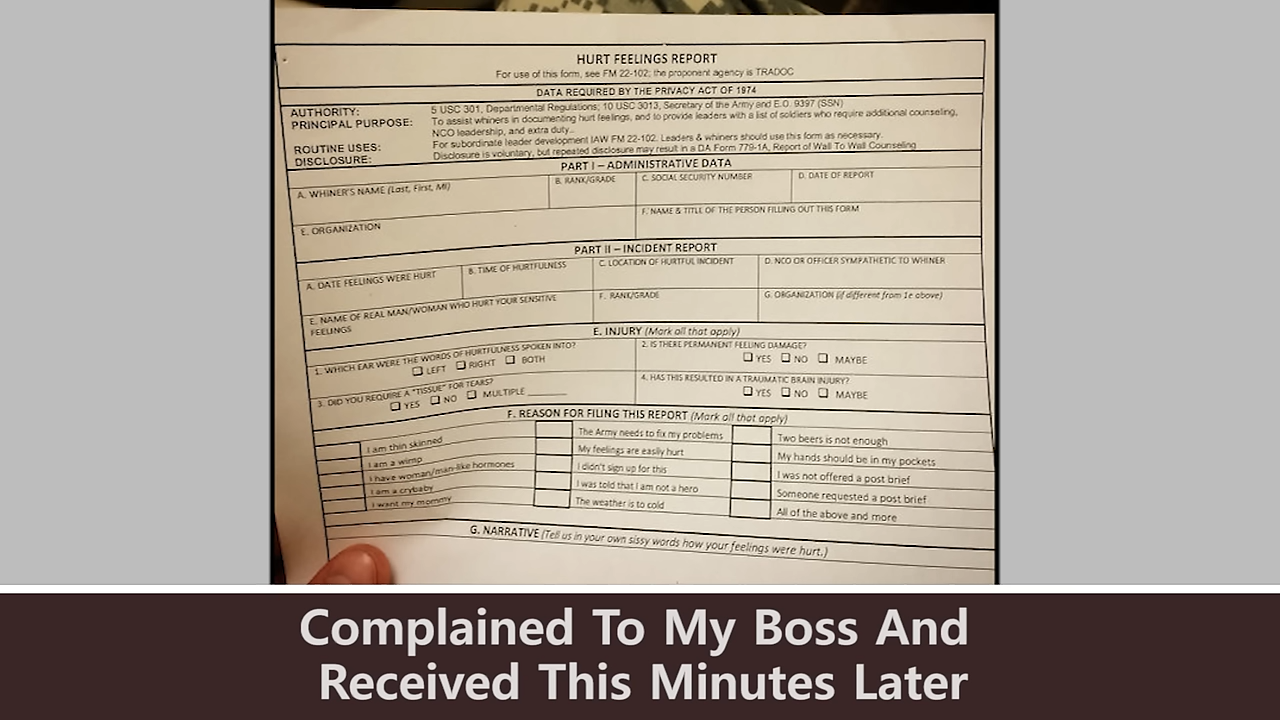 HURT FEELINGS REPORT
For use of this form, see FM 22-102; the proponent agency is TRADOC
DATA REQUIRED BY THE PRIVACY ACT OF 1974
AUTHORITY: 5 USC 301, Departmental Regulations; 10 USC 3013, Secretary of the Army and E.O. 9397 (SSN)
PRINCIPAL PURPOSE: To assist whiners in documenting hurt feelings, and to provide leaders with a list of soldiers who require additional counseling,
NCO leadership, and extra duty..
ROUTINE USES: For subordinate leader development IAW FM 22-102. Leaders & whiners should use this form as necessary.
DISCLOSURE: Disclosure is voluntary, but repeated disclosure may result in a DA Form 779-1A, Report of Wall To Wall Counseling
PART I – ADMINISTRATIVE DATA
A. WHINER'S NAME (Last, First, MI) B. RANK/GRADE C. SOCIAL SECURITY NUMBER D. DATE OF REPORT
E. ORGANIZATION F. NAME & TITLE OF THE PERSON FILLING OUT THIS FORM
PART II – INCIDENT REPORT
A. DATE FEELINGS WERE HURT B. TIME OF HURTFULNESS C. LOCATION OF HURTFUL INCIDENT D. NCO OR OFFICER SYMPATHETIC TO WHINER
E. NAME OF REAL MAN/WOMAN WHO HURT YOUR SENSITIVE F. RANK/GRADE G. ORGANIZATION (if different from 1e above)
FEELINGS
E. INJURY (Mark all that apply)
1. WHICH EAR WERE THE WORDS OF HURTFULNESS SPOKEN INTO? 2. IS THERE PERMANENT FEELING DAMAGE?
❑ LEFT ❑ RIGHT ❑ BOTH ❑ YES ❑ NO ❑ MAYBE
3. DID YOU REQUIRE A "TISSUE" FOR TEARS? 4. HAS THIS RESULTED IN A TRAUMATIC BRAIN INJURY?
❑ YES ❑ NO ❑ MULTIPLE ________ ❑ YES ❑ NO ❑ MAYBE
F. REASON FOR FILING THIS REPORT (Mark all that apply)
I am thin skinned The Army needs to fix my problems Two beers is not enough
I am a wimp My feelings are easily hurt My hands should be in my pockets
I have woman/man-like hormones I didn't sign up for this I was not offered a post brief
I am a crybaby I was told that I am not a hero Someone requested a post brief
I want my mommy The weather is to cold All of the above and more
G. NARRATIVE (Tell us in your own sissy words how your feelings were hurt.)
Complained To My Boss And
Received This Minutes Later